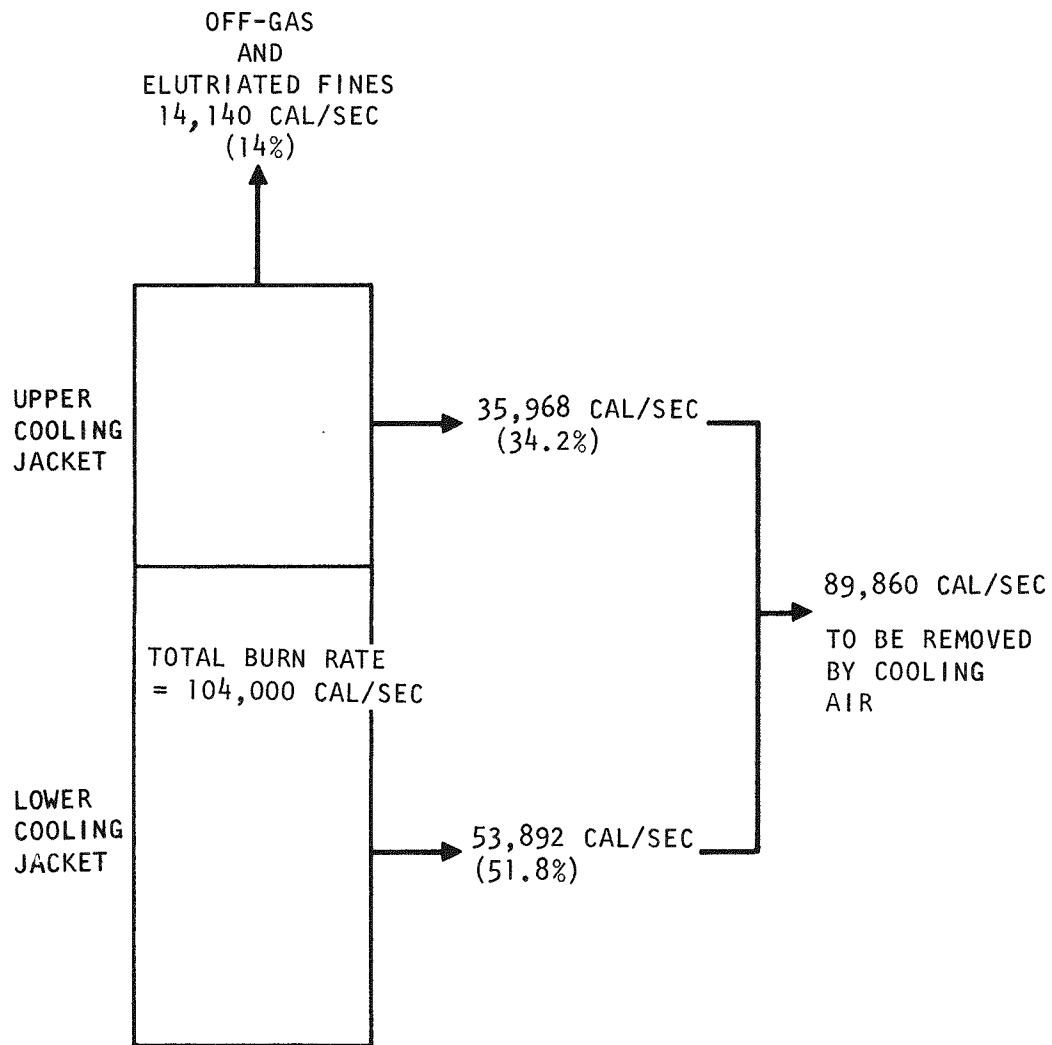 OFF-GAS
AND
ELUTRIATED FINES
14,140 CAL/SEC
(14%)
UPPER
COOLING
JACKET
35,968 CAL/SEC
(34.2%)
89,860 CAL/SEC
TO BE REMOVED
BY COOLING
AIR
TOTAL BURN RATE
= 104,000 CAL/SEC
LOWER
COOLING
JACKET
53,892 CAL/SEC
(51.8%)